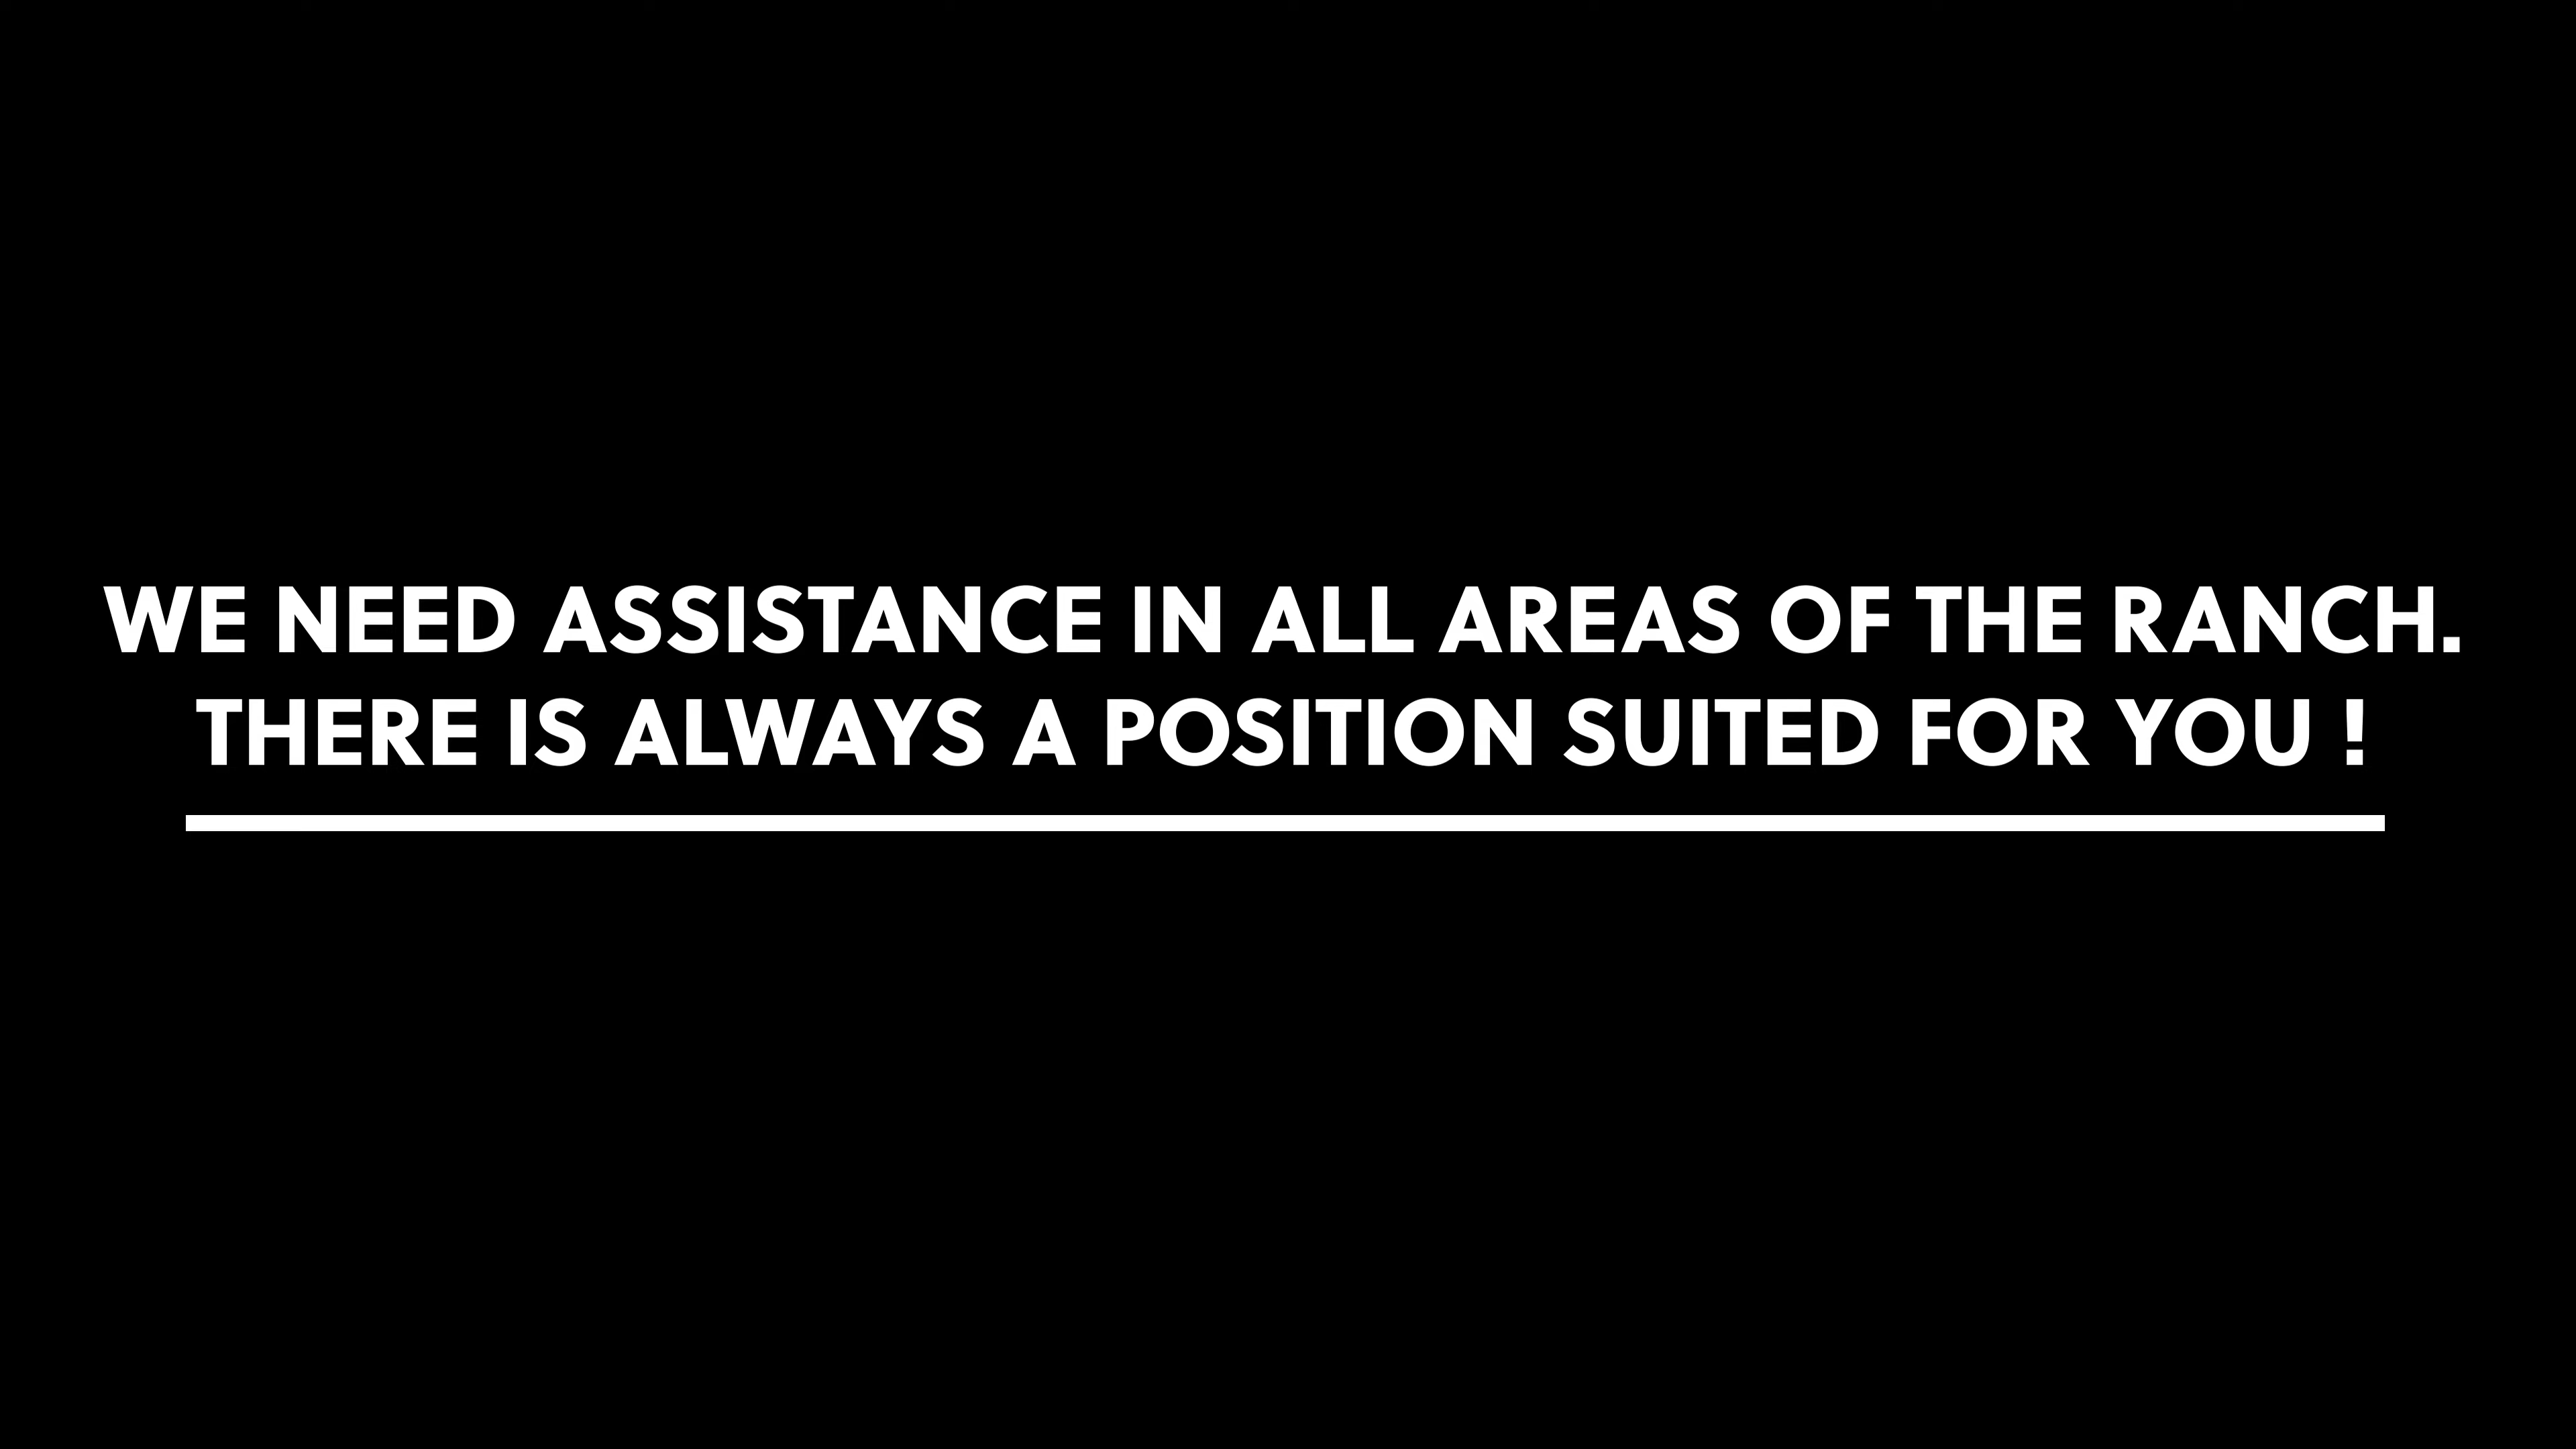 WE NEED ASSISTANCE IN ALL AREAS OF THE RANCH.
THERE IS ALWAYS A POSITION SUITED FOR YOU !